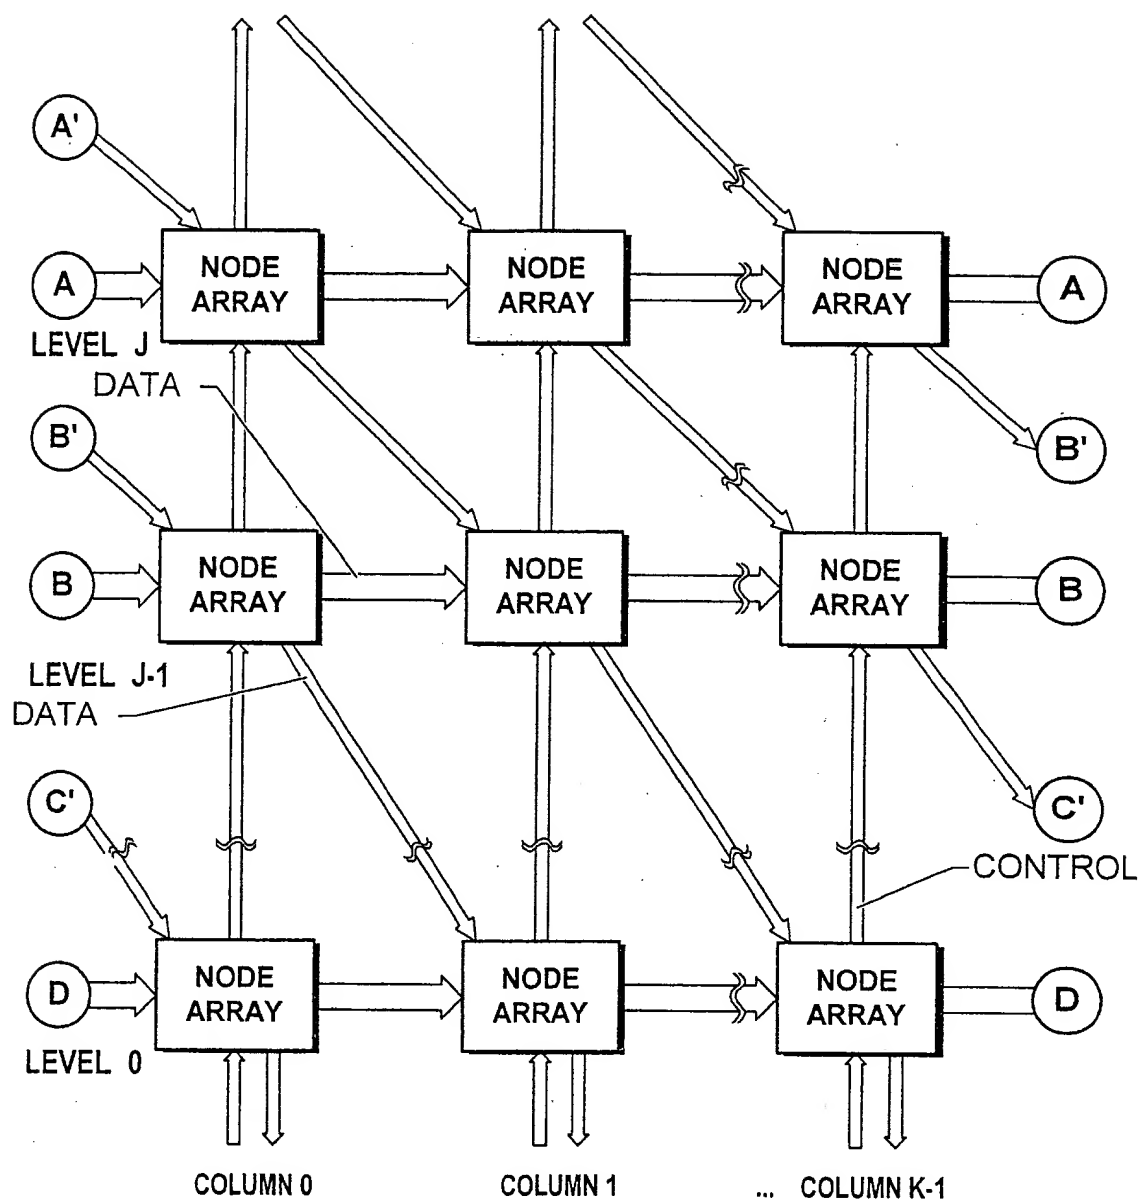 A'
A
NODE
ARRAY
NODE
ARRAY
NODE
ARRAY
A
LEVEL J
DATA
B'
B'
B
NODE
ARRAY
NODE
ARRAY
NODE
ARRAY
B
LEVEL J-1
DATA
C'
C'
CONTROL
D
NODE
ARRAY
NODE
ARRAY
NODE
ARRAY
D
LEVEL 0
COLUMN 0
COLUMN 1
... COLUMN K-1